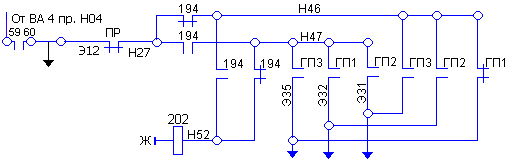 194 Н46
От ВА 4 пр. Н04
59 60 ПР 194 Н47
Э12 Н27
194 194 ГП3 ГП1 ГП2 ГП3 ГП2 ГП1
Э35 Э32 Э31
202
Ж Н52